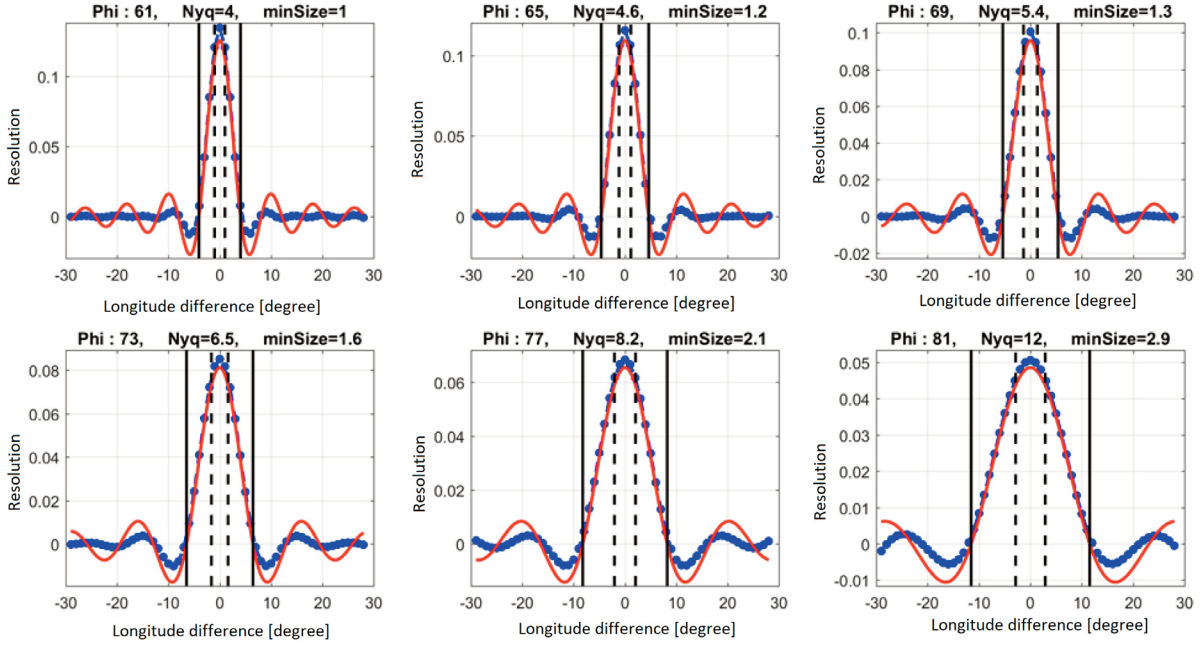 Phi : 61, Nyq=4, minSize=1
Resolution
0.1
0.05
0
-30 -20 -10 0 10 20 30
Longitude difference [degree]
Phi : 65, Nyq=4.6, minSize=1.2
Resolution
0.1
0.05
0
-30 -20 -10 0 10 20 30
Longitude difference [degree]
Phi : 69, Nyq=5.4, minSize=1.3
Resolution
0.1
0.08
0.06
0.04
0.02
0
-0.02
-30 -20 -10 0 10 20 30
Longitude difference [degree]
Phi : 73, Nyq=6.5, minSize=1.6
Resolution
0.08
0.06
0.04
0.02
0
-30 -20 -10 0 10 20 30
Longitude difference [degree]
Phi : 77, Nyq=8.2, minSize=2.1
Resolution
0.06
0.04
0.02
0
-30 -20 -10 0 10 20 30
Longitude difference [degree]
Phi : 81, Nyq=12, minSize=2.9
Resolution
0.05
0.04
0.03
0.02
0.01
0
-0.01
-30 -20 -10 0 10 20 30
Longitude difference [degree]